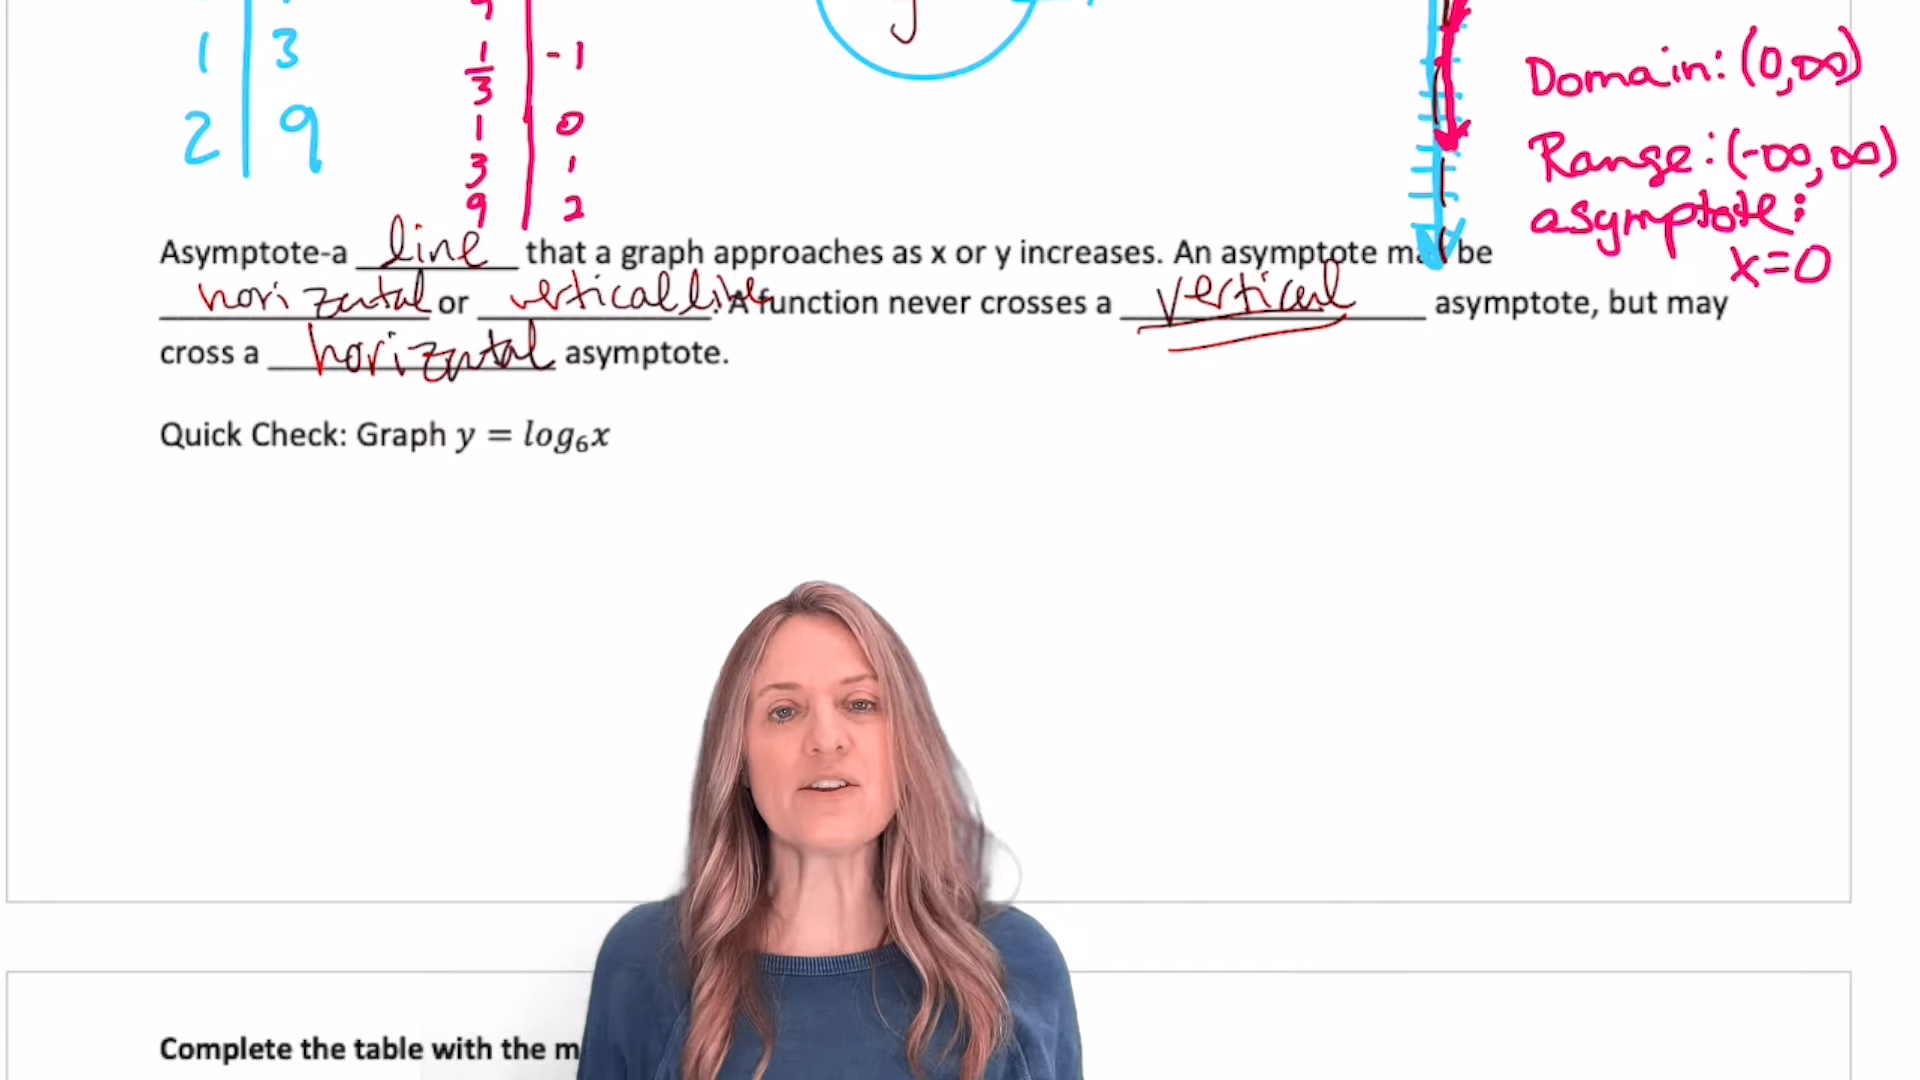 1 | 3
2 | 9
1/3 | -1
1 | 0
3 | 1
9 | 2
Domain: (0,∞)
Range: (-∞,∞)
asymptote:
x=0
Asymptote-a line that a graph approaches as x or y increases. An asymptote may be
horizontal or vertical line. A function never crosses a vertical asymptote, but may
cross a horizontal asymptote.
Quick Check: Graph y = log₆x
Complete the table with the m